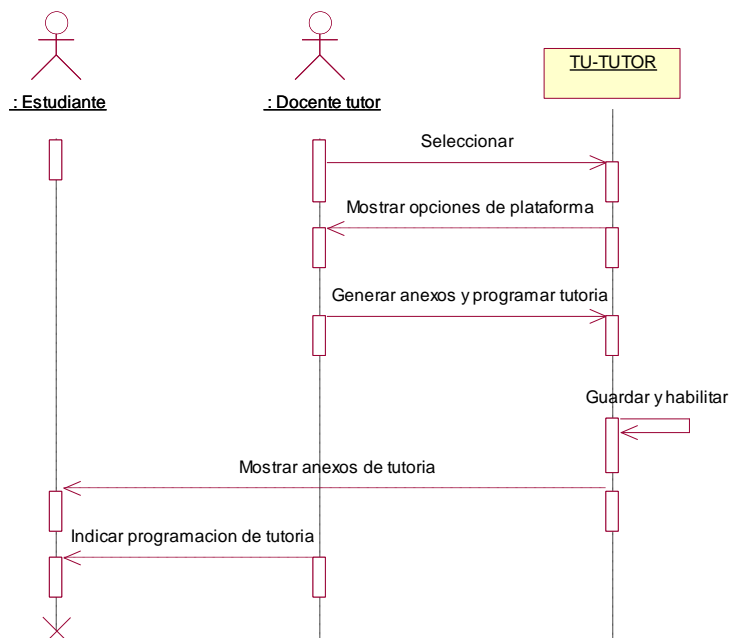 : Estudiante
: Docente tutor
TU-TUTOR
Seleccionar
Mostrar opciones de plataforma
Generar anexos y programar tutoria
Guardar y habilitar
Mostrar anexos de tutoria
Indicar programacion de tutoria